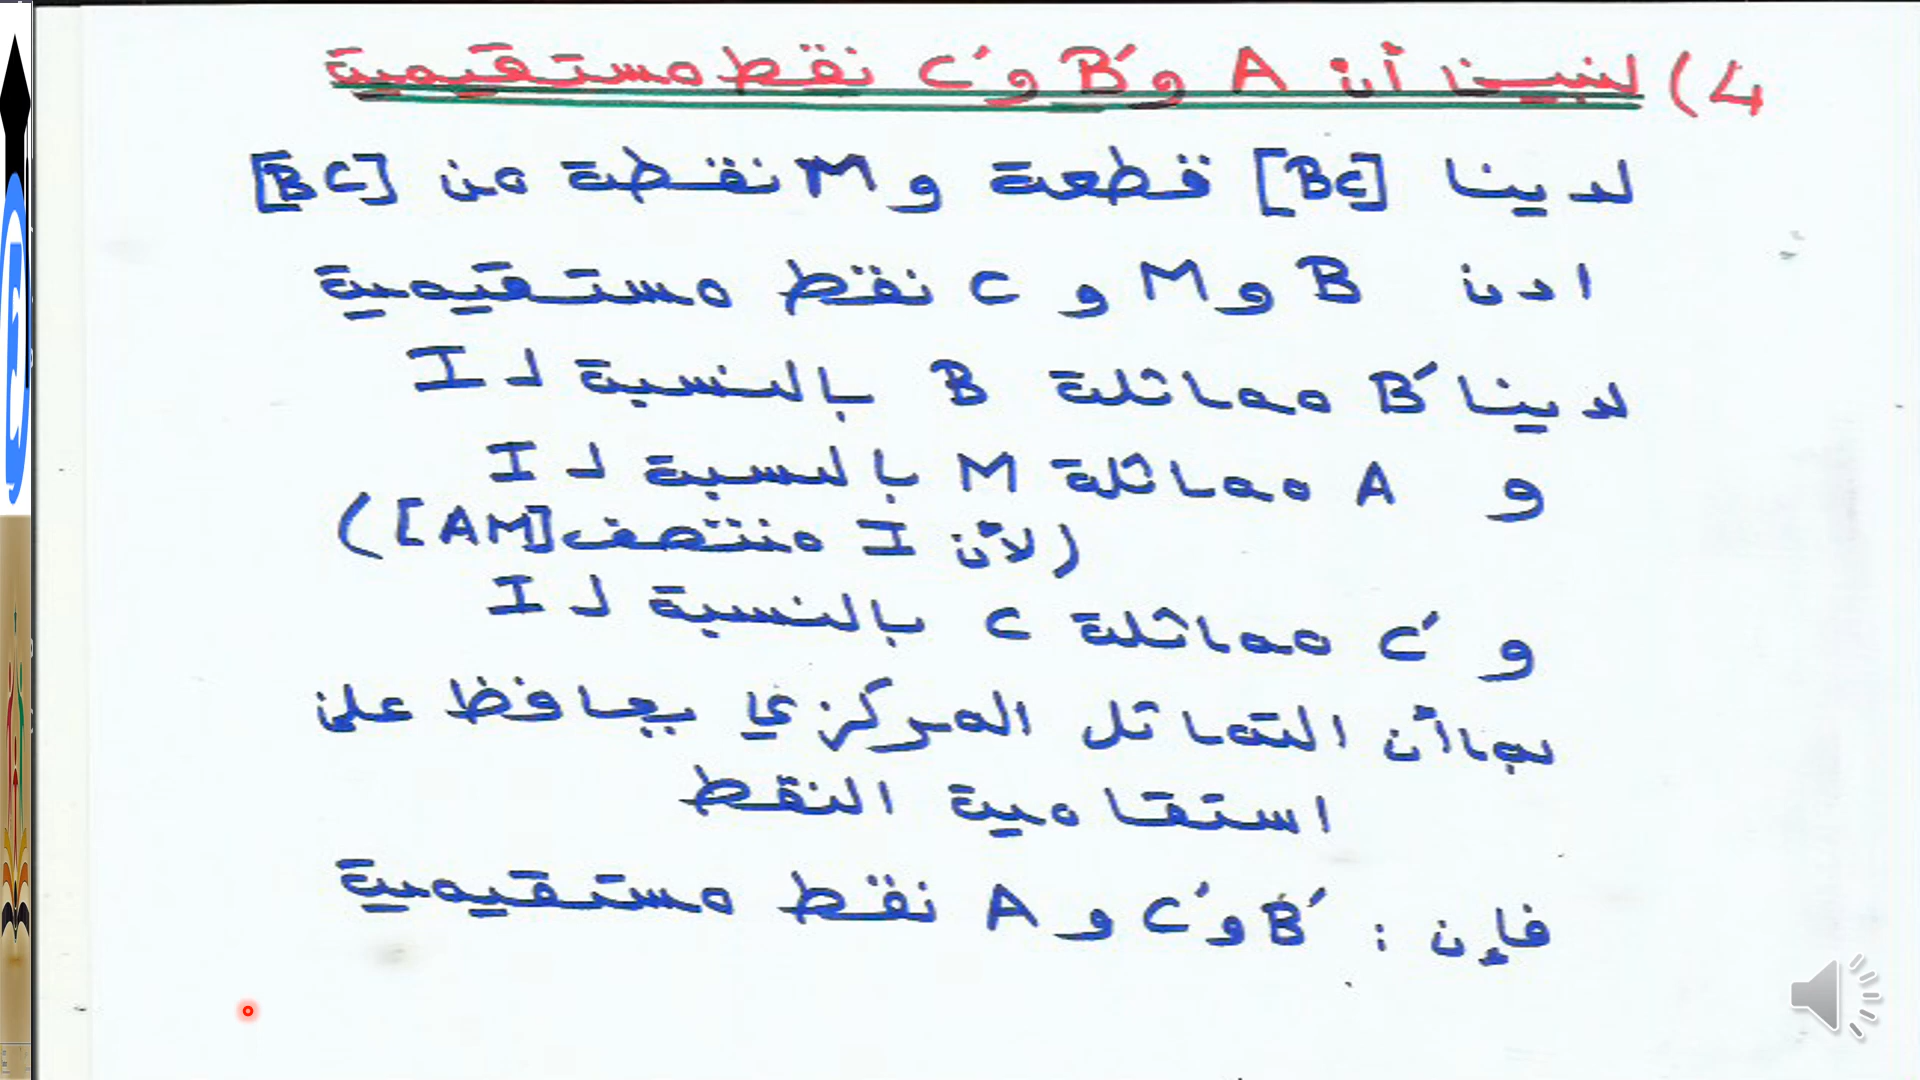 4) لنبين أن A و B′ و C′ نقط مستقيمية
لدينا [BC] قطعة و M نقطة من [BC]
ادن B و M و C نقط مستقيمية
لدينا B′ مماثلة B بالنسبة لـ I
و A مماثلة M بالنسبة لـ I
(لأن I منتصف [AM])
و C′ مماثلة C بالنسبة لـ I
بما أن التماثل المركزي يحافظ على
استقامية النقط
فإن : B′ و C′ و A نقط مستقيمية